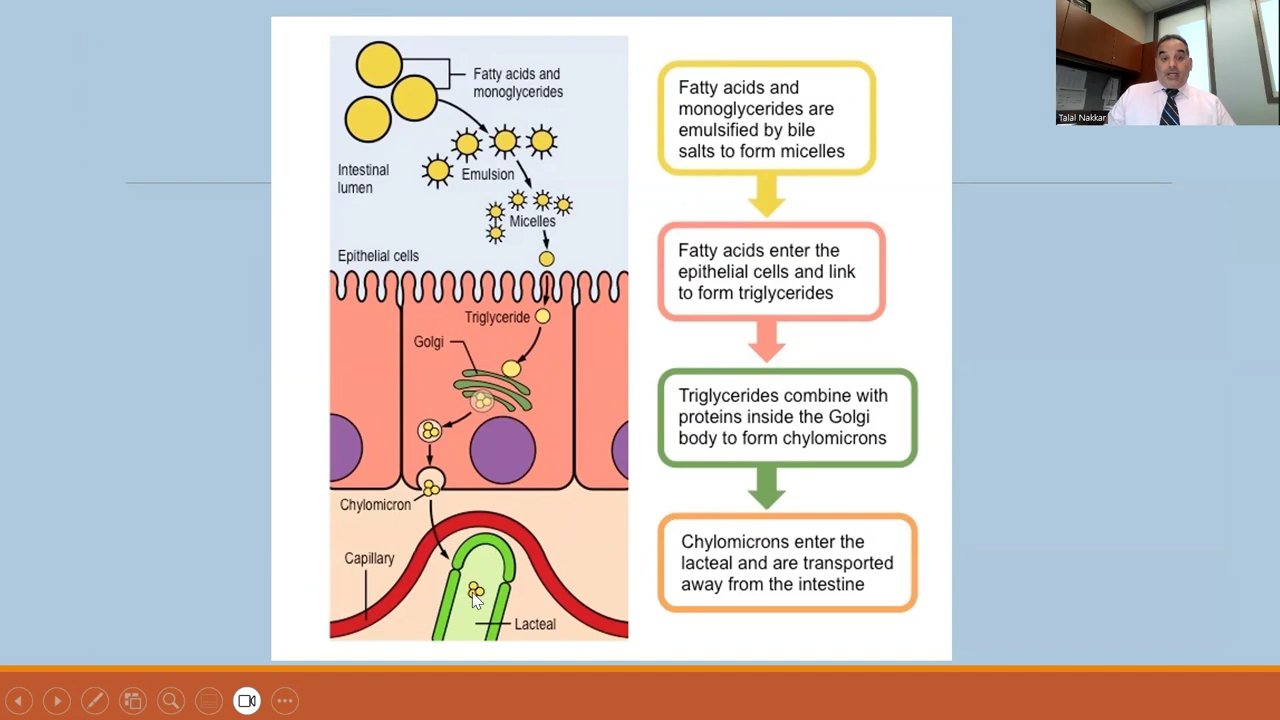 Fatty acids and
monoglycerides
Intestinal
lumen
Emulsion
Micelles
Epithelial cells
Triglyceride
Golgi
Chylomicron
Capillary
Lacteal
Fatty acids and
monoglycerides are
emulsified by bile
salts to form micelles
Fatty acids enter the
epithelial cells and link
to form triglycerides
Triglycerides combine with
proteins inside the Golgi
body to form chylomicrons
Chylomicrons enter the
lacteal and are transported
away from the intestine
Talal Nakkar